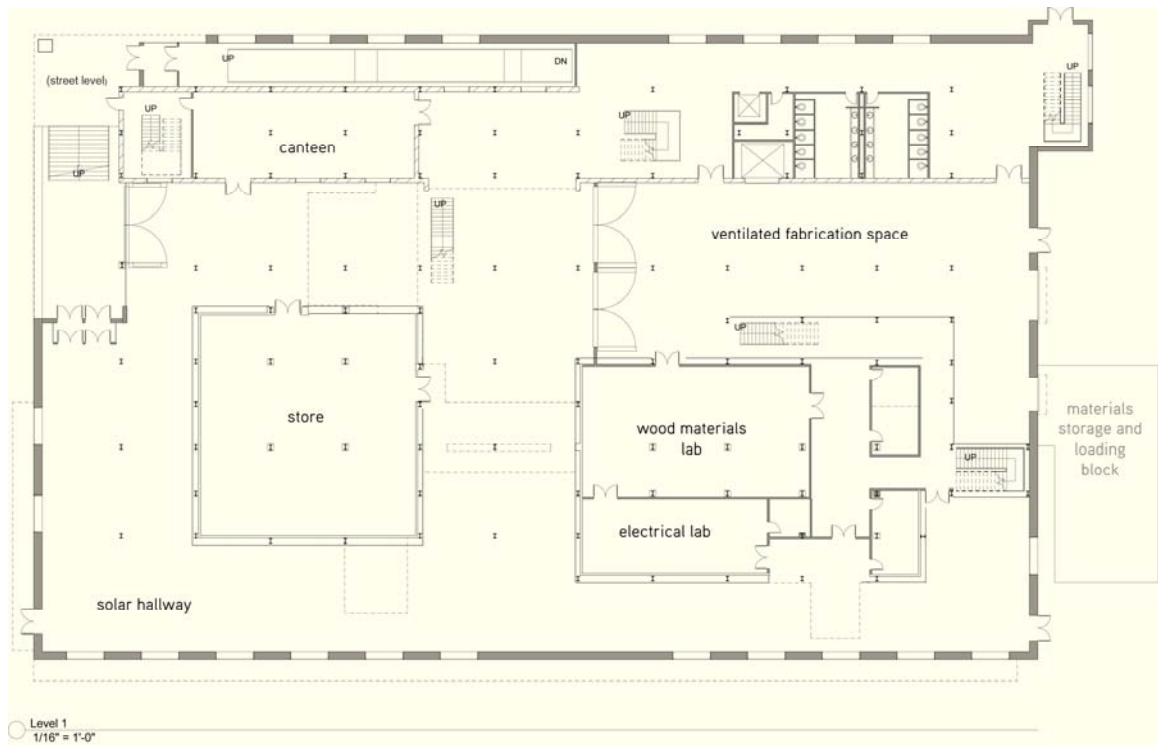 UP
DN
(street level)
UP
UP
UP
canteen
UP
UP
ventilated fabrication space
UP
store
wood materials
lab
materials
storage and
loading
block
UP
electrical lab
solar hallway
Level 1
1/16" = 1'-0"